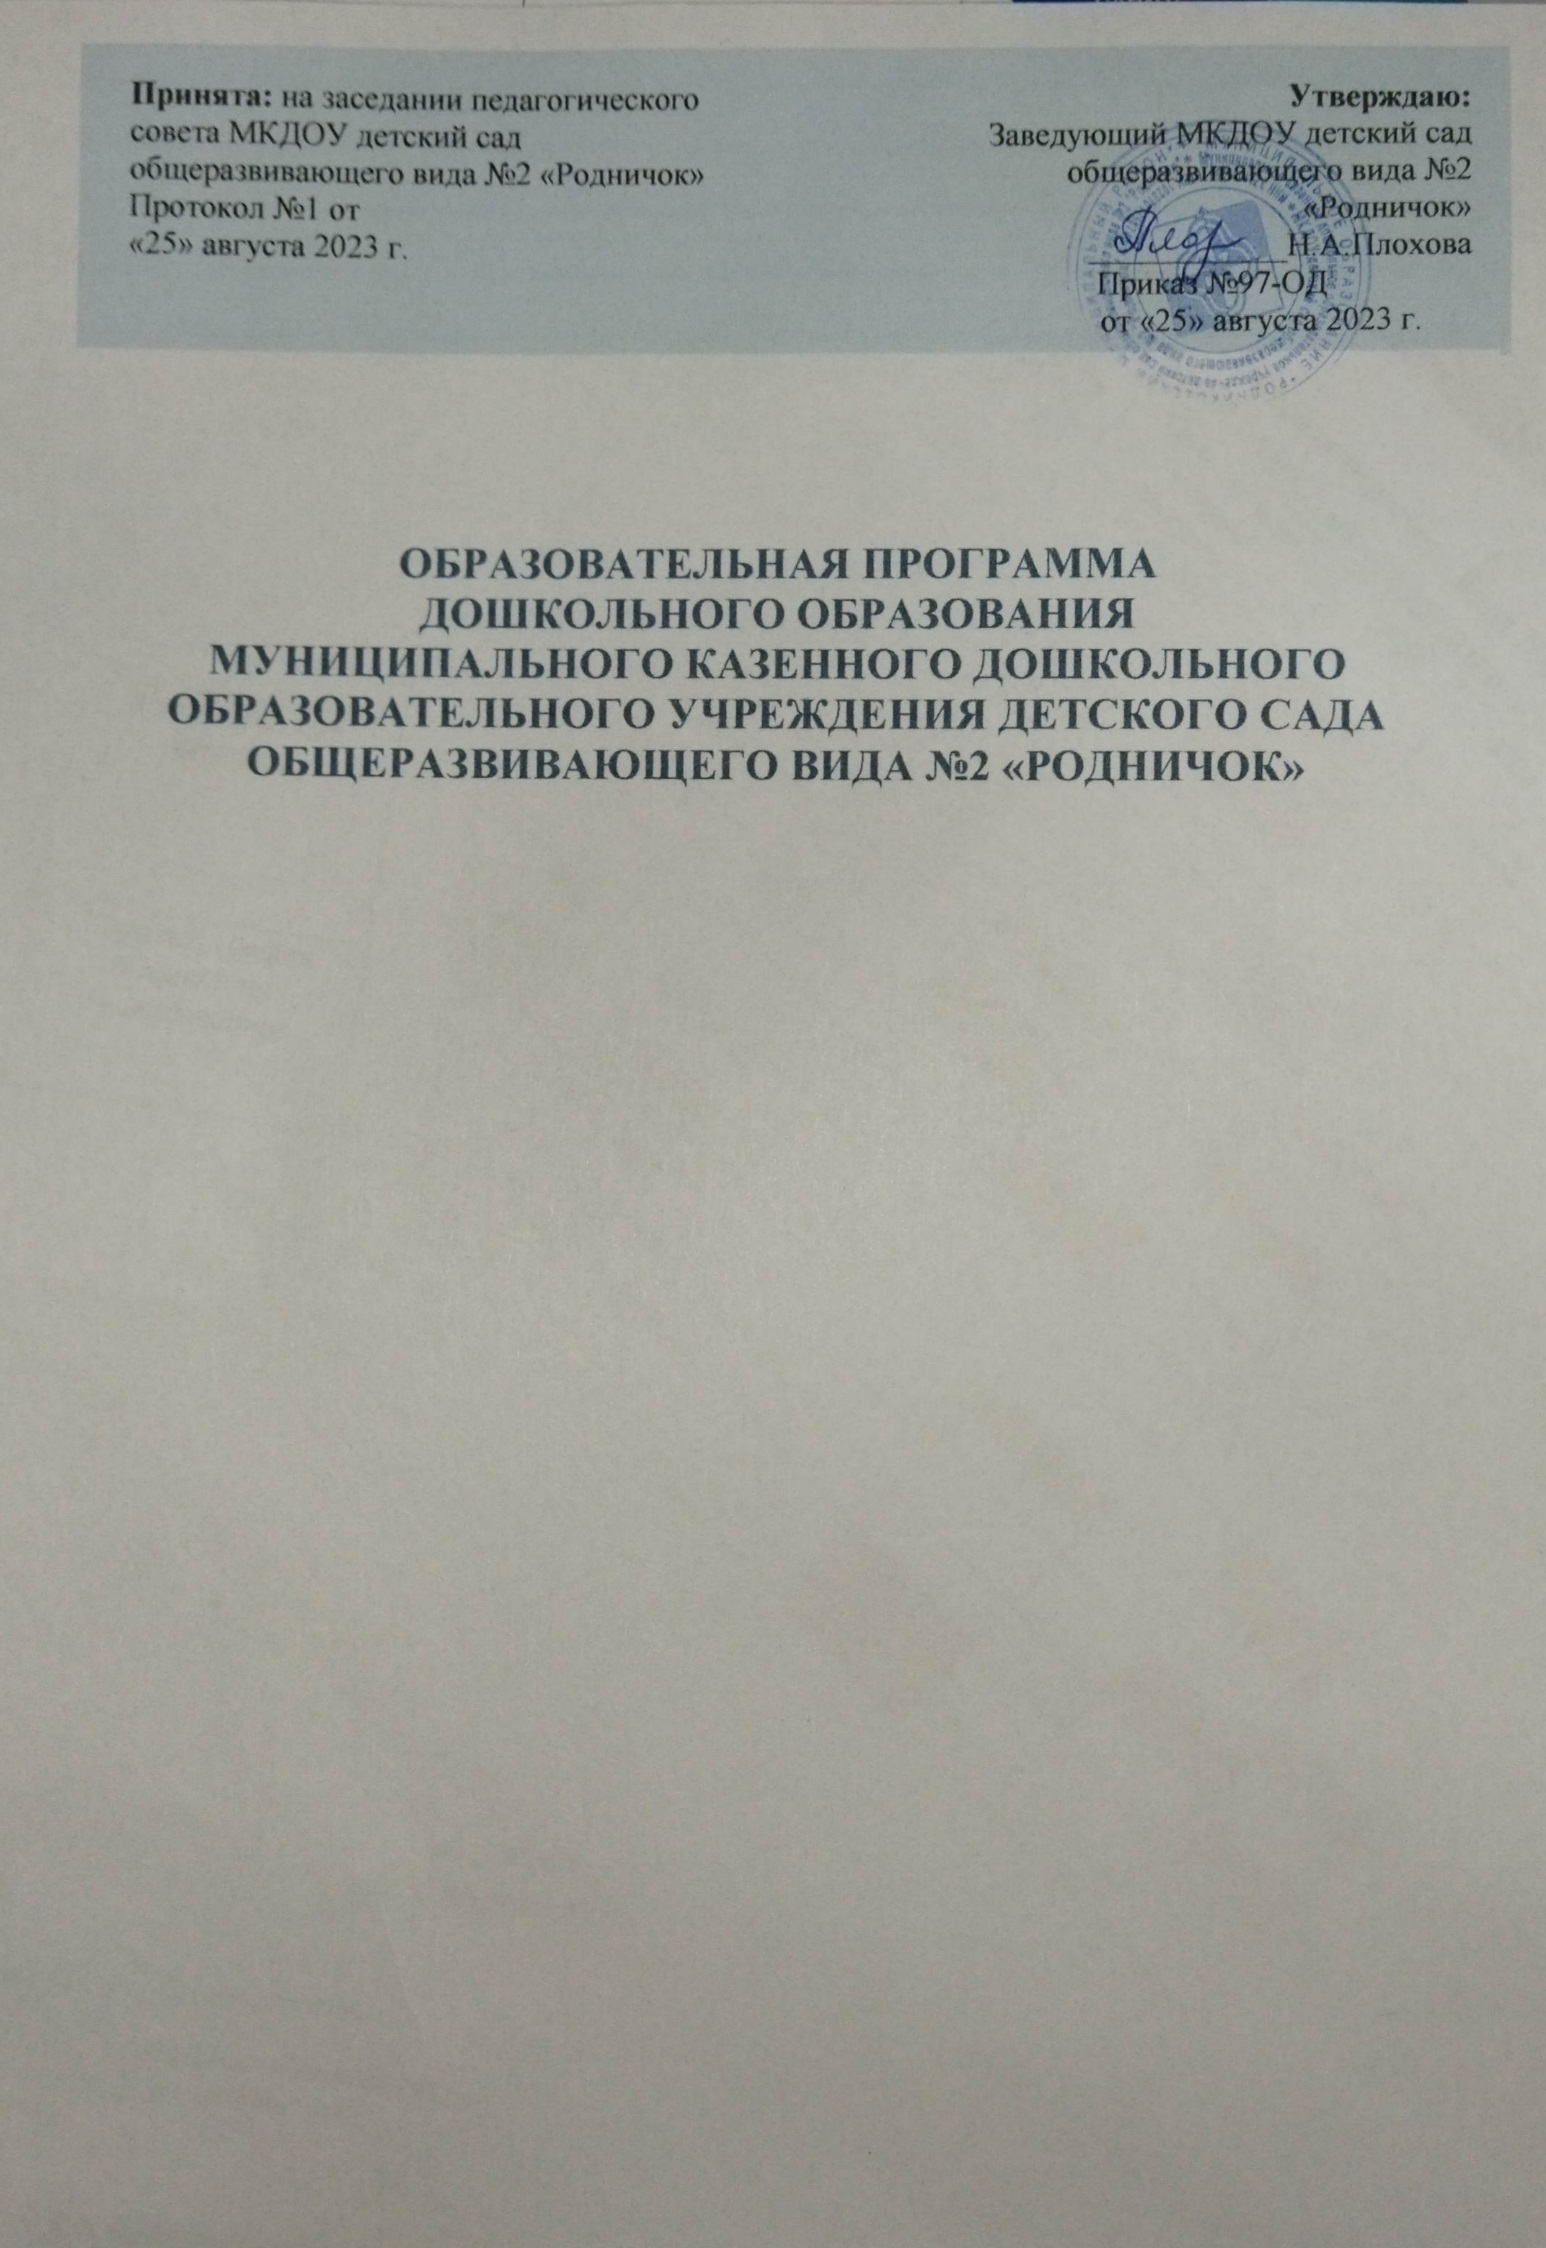 Принята: на заседании педагогического
совета МКДОУ детский сад
общеразвивающего вида №2 «Родничок»
Протокол №1 от
«25» августа 2023 г.
Утверждаю:
Заведующий МКДОУ детский сад
общеразвивающего вида №2
«Родничок»
Н.А.Плохова
Приказ №97-ОД
от «25» августа 2023 г.
ОБРАЗОВАТЕЛЬНАЯ ПРОГРАММА
ДОШКОЛЬНОГО ОБРАЗОВАНИЯ
МУНИЦИПАЛЬНОГО КАЗЕННОГО ДОШКОЛЬНОГО
ОБРАЗОВАТЕЛЬНОГО УЧРЕЖДЕНИЯ ДЕТСКОГО САДА
ОБЩЕРАЗВИВАЮЩЕГО ВИДА №2 «РОДНИЧОК»